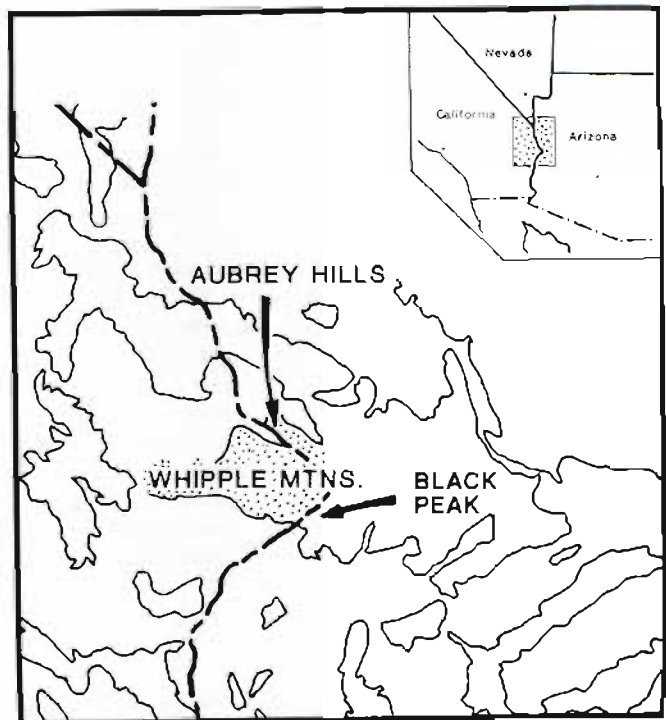 Nevada
California
Arizona
AUBREY HILLS
WHIPPLE MTNS.
BLACK
PEAK